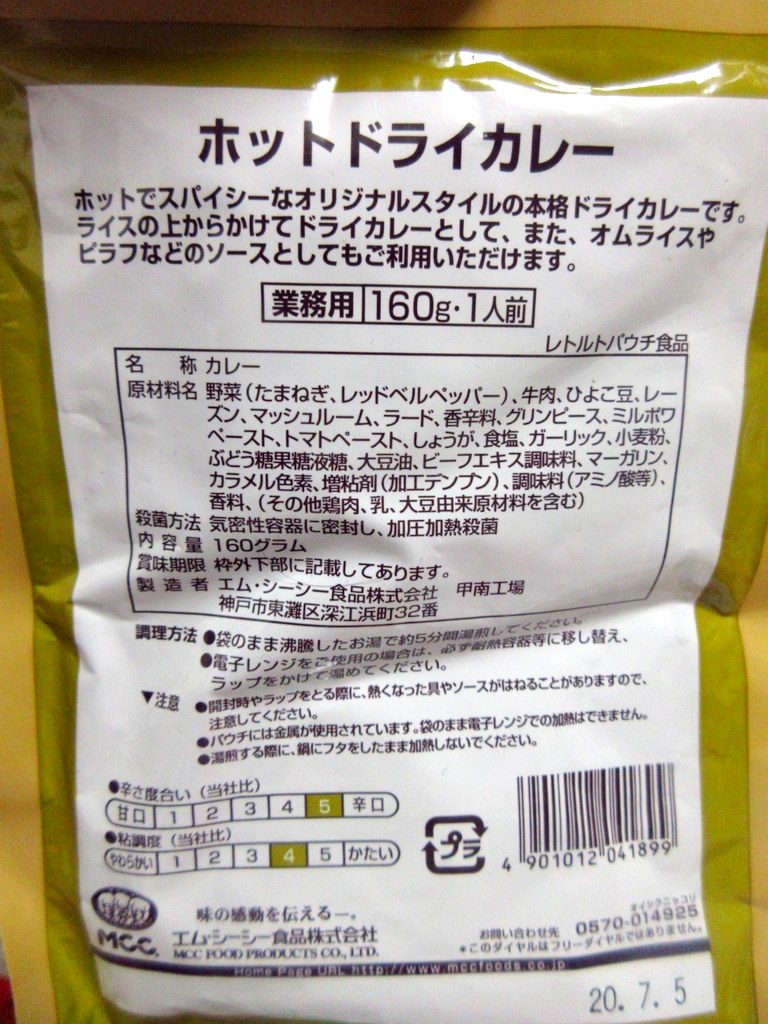 ホットドライカレー
ホットでスパイシーなオリジナルスタイルの本格ドライカレーです。
ライスの上からかけてドライカレーとして、また、オムライスや
ピラフなどのソースとしてもご利用いただけます。
業務用 160g・1人前
レトルトパウチ食品
名 称 カレー
原材料名 野菜（たまねぎ、レッドベルペッパー）、牛肉、ひよこ豆、レー
ズン、マッシュルーム、ラード、香辛料、グリンピース、ミルポワ
ペースト、トマトペースト、しょうが、食塩、ガーリック、小麦粉、
ぶどう糖果糖液糖、大豆油、ビーフエキス調味料、マーガリン、
カラメル色素、増粘剤（加工デンプン）、調味料（アミノ酸等）、
香料、（その他鶏肉、乳、大豆由来原材料を含む）
殺菌方法 気密性容器に密封し、加圧加熱殺菌
内容量 160グラム
賞味期限 枠外下部に記載してあります。
製造者 エム・シーシー食品株式会社 甲南工場
神戸市東灘区深江浜町32番
調理方法 ●袋のまま沸騰したお湯で約5分間湯煎してください。
●電子レンジをご使用の場合は、必ず耐熱容器等に移し替え、
ラップをかけて温めてください。
▼注意 ●開封時やラップをとる際に、熱くなった具やソースがはねることがありますので、
注意してください。
●パウチには金属が使用されています。袋のまま電子レンジでの加熱はできません。
●湯煎する際に、鍋にフタをしたまま加熱しないでください。
●辛さ度合い（当社比）
甘口 1 2 3 4 5 辛口
●粘調度（当社比）
やわらかい 1 2 3 4 5 かたい
プラ
4 901012 041899
味の感動を伝える―。
MCC. エム・シーシー食品株式会社
MCC FOOD PRODUCTS CO., LTD.
オイシクニッコリ
お問い合わせ先 0570-014925
*このダイヤルはフリーダイヤルではありません。
Home Page URL http://www.mccfoods.co.jp
20.7.5